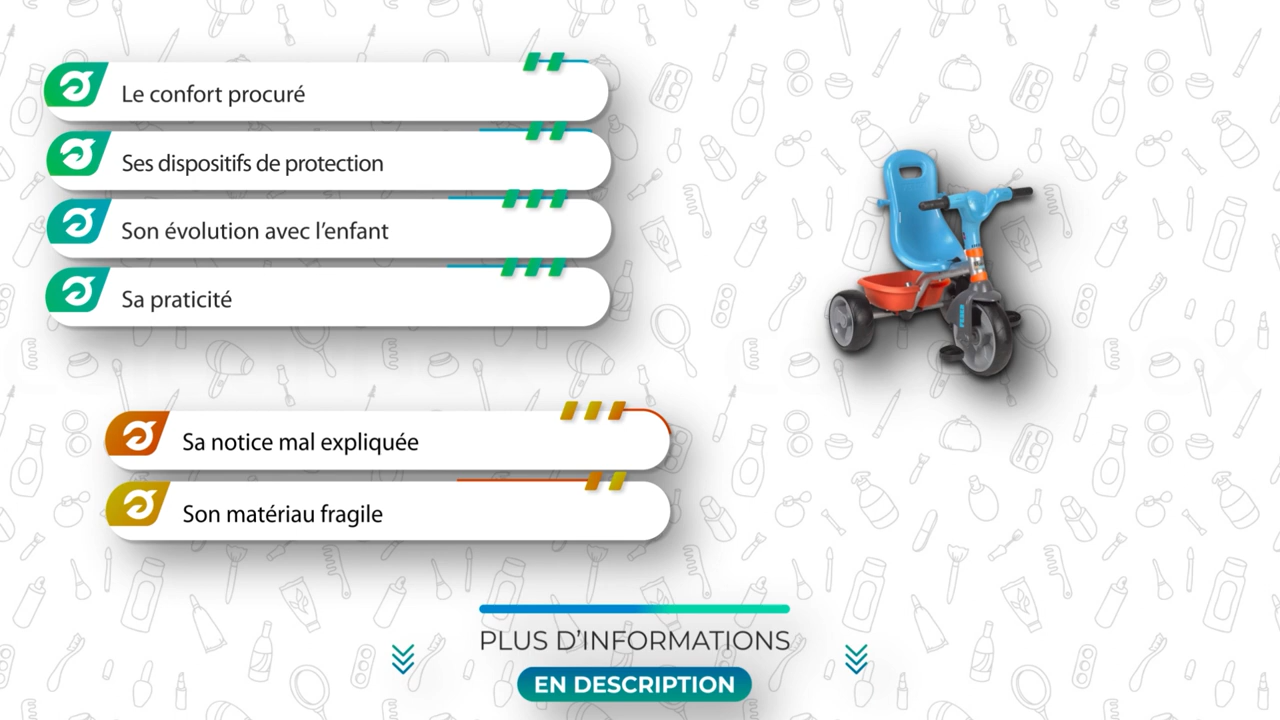 Le confort procuré
Ses dispositifs de protection
Son évolution avec l’enfant
Sa praticité
Sa notice mal expliquée
Son matériau fragile
PLUS D’INFORMATIONS
EN DESCRIPTION